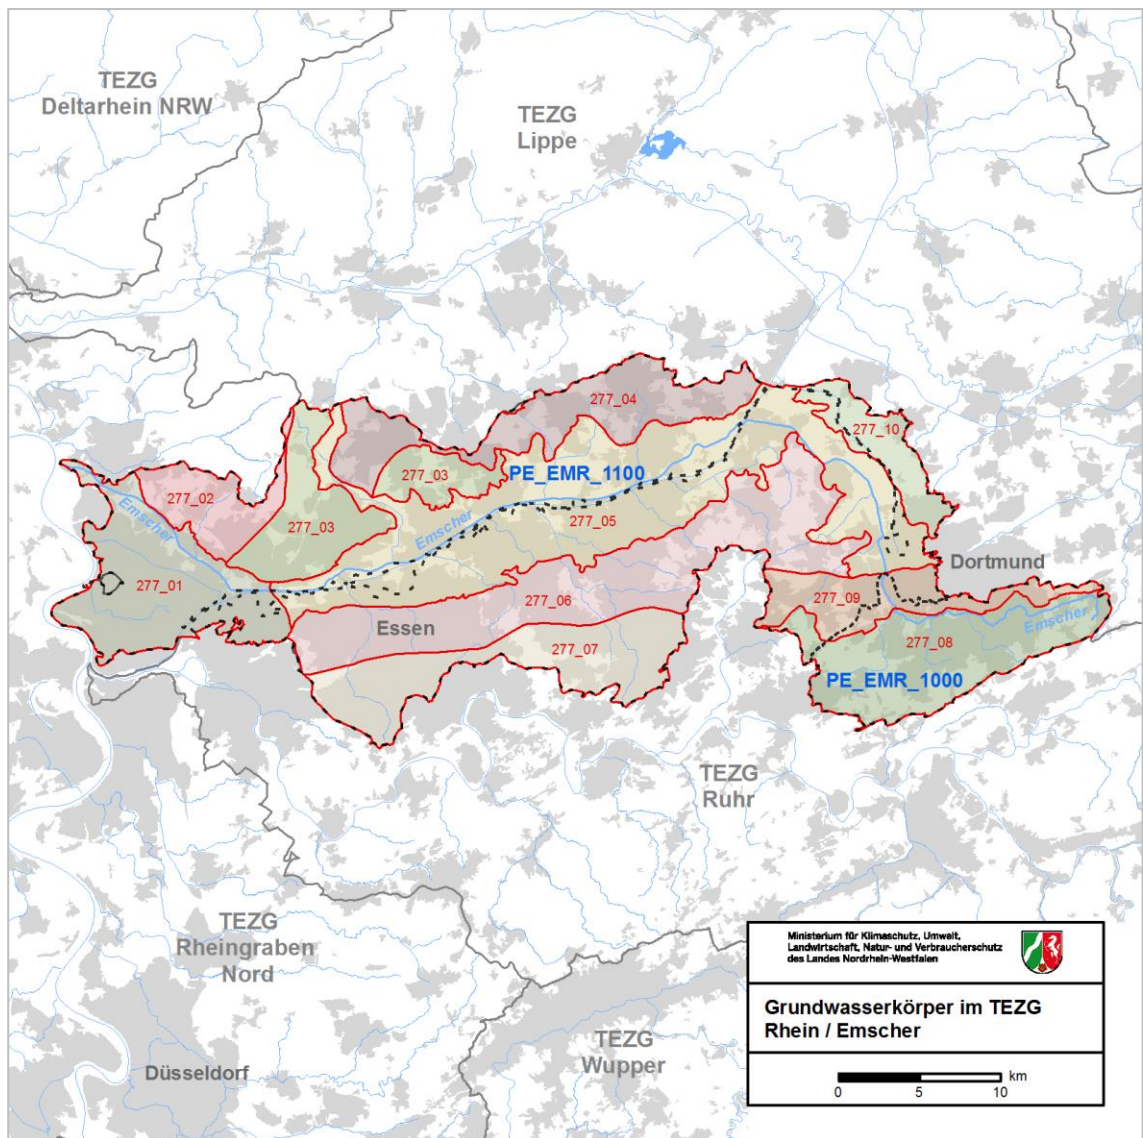 TEZG
Deltarhein NRW
TEZG
Lippe
277_04
277_10
277_03
PE_EMR_1100
277_02
Emscher
277_03
Emscher
277_05
Dortmund
277_01
277_06
277_09
Emscher
Essen
277_07
277_08
PE_EMR_1000
TEZG
Ruhr
TEZG
Rheingraben
Nord
TEZG
Wupper
Düsseldorf
Ministerium für Klimaschutz, Umwelt,
Landwirtschaft, Natur- und Verbraucherschutz
des Landes Nordrhein-Westfalen
Grundwasserkörper im TEZG
Rhein / Emscher
km
0 5 10